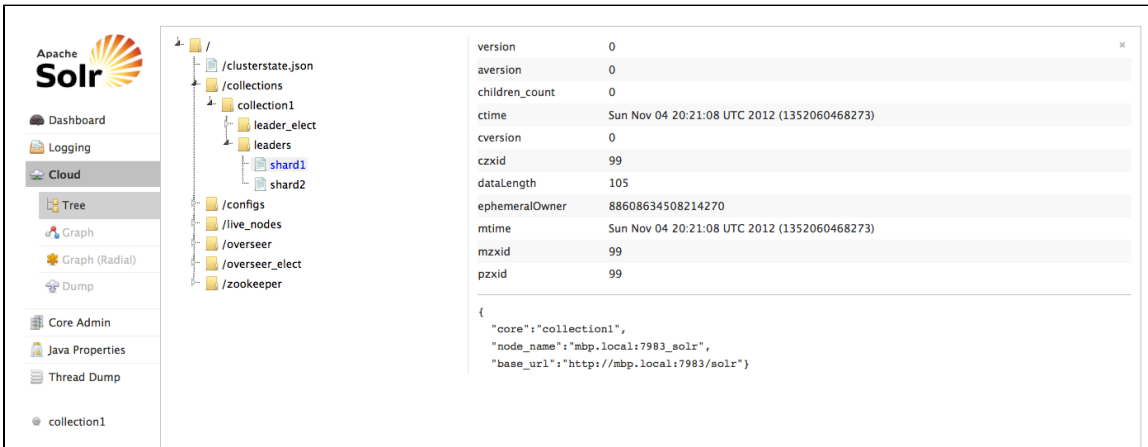 Apache
Solr
Dashboard
Logging
Cloud
Tree
Graph
Graph (Radial)
Dump
Core Admin
Java Properties
Thread Dump
collection1
/
/clusterstate.json
/collections
collection1
leader_elect
leaders
shard1
shard2
/configs
/live_nodes
/overseer
/overseer_elect
/zookeeper
version 0
aversion 0
children_count 0
ctime Sun Nov 04 20:21:08 UTC 2012 (1352060468273)
cversion 0
czxid 99
dataLength 105
ephemeralOwner 88608634508214270
mtime Sun Nov 04 20:21:08 UTC 2012 (1352060468273)
mzxid 99
pzxid 99
{
"core":"collection1",
"node_name":"mbp.local:7983_solr",
"base_url":"http://mbp.local:7983/solr"}